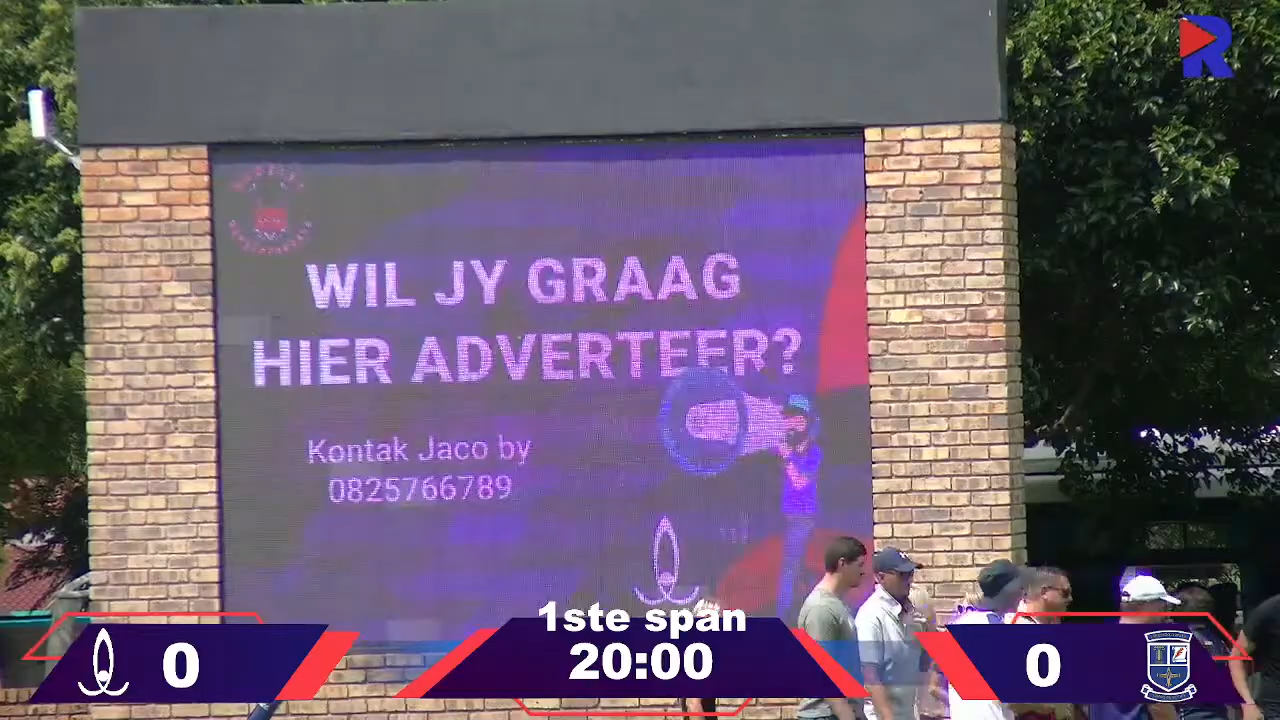 R
WIL JY GRAAG
HIER ADVERTEER?
Kontak Jaco by
0825766789
1ste span
0
20:00
0